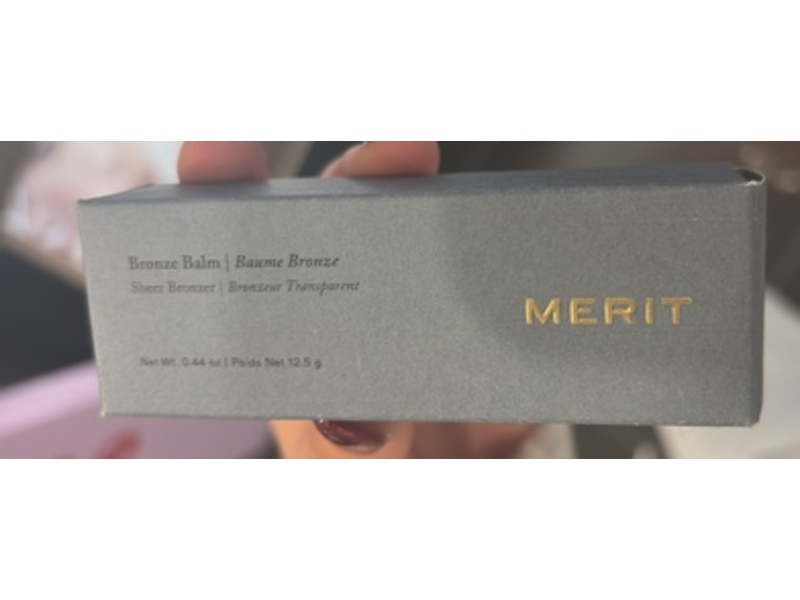 Bronze Balm | Baume Bronze
Sheer Bronzer | Bronzeur Transparent
MERIT
Net Wt. 0.44 oz | Poids Net 12.5 g